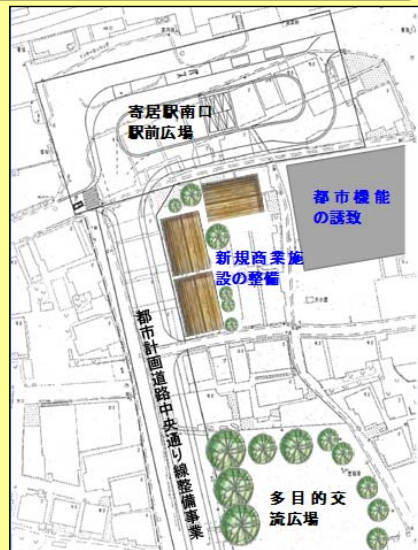 寄居駅南口
駅前広場
都市機能
の誘致
新規商業施
設の整備
都市計画道路中央通り線整備事業
多目的交
流広場